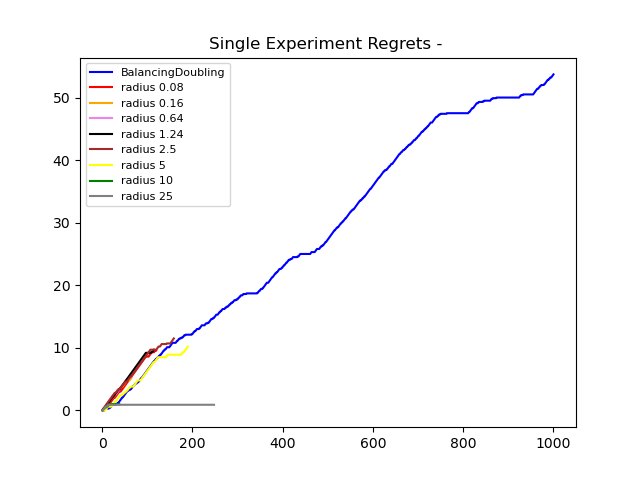 Single Experiment Regrets -
BalancingDoubling
radius 0.08
radius 0.16
radius 0.64
radius 1.24
radius 2.5
radius 5
radius 10
radius 25
50
40
30
20
10
0
0 200 400 600 800 1000